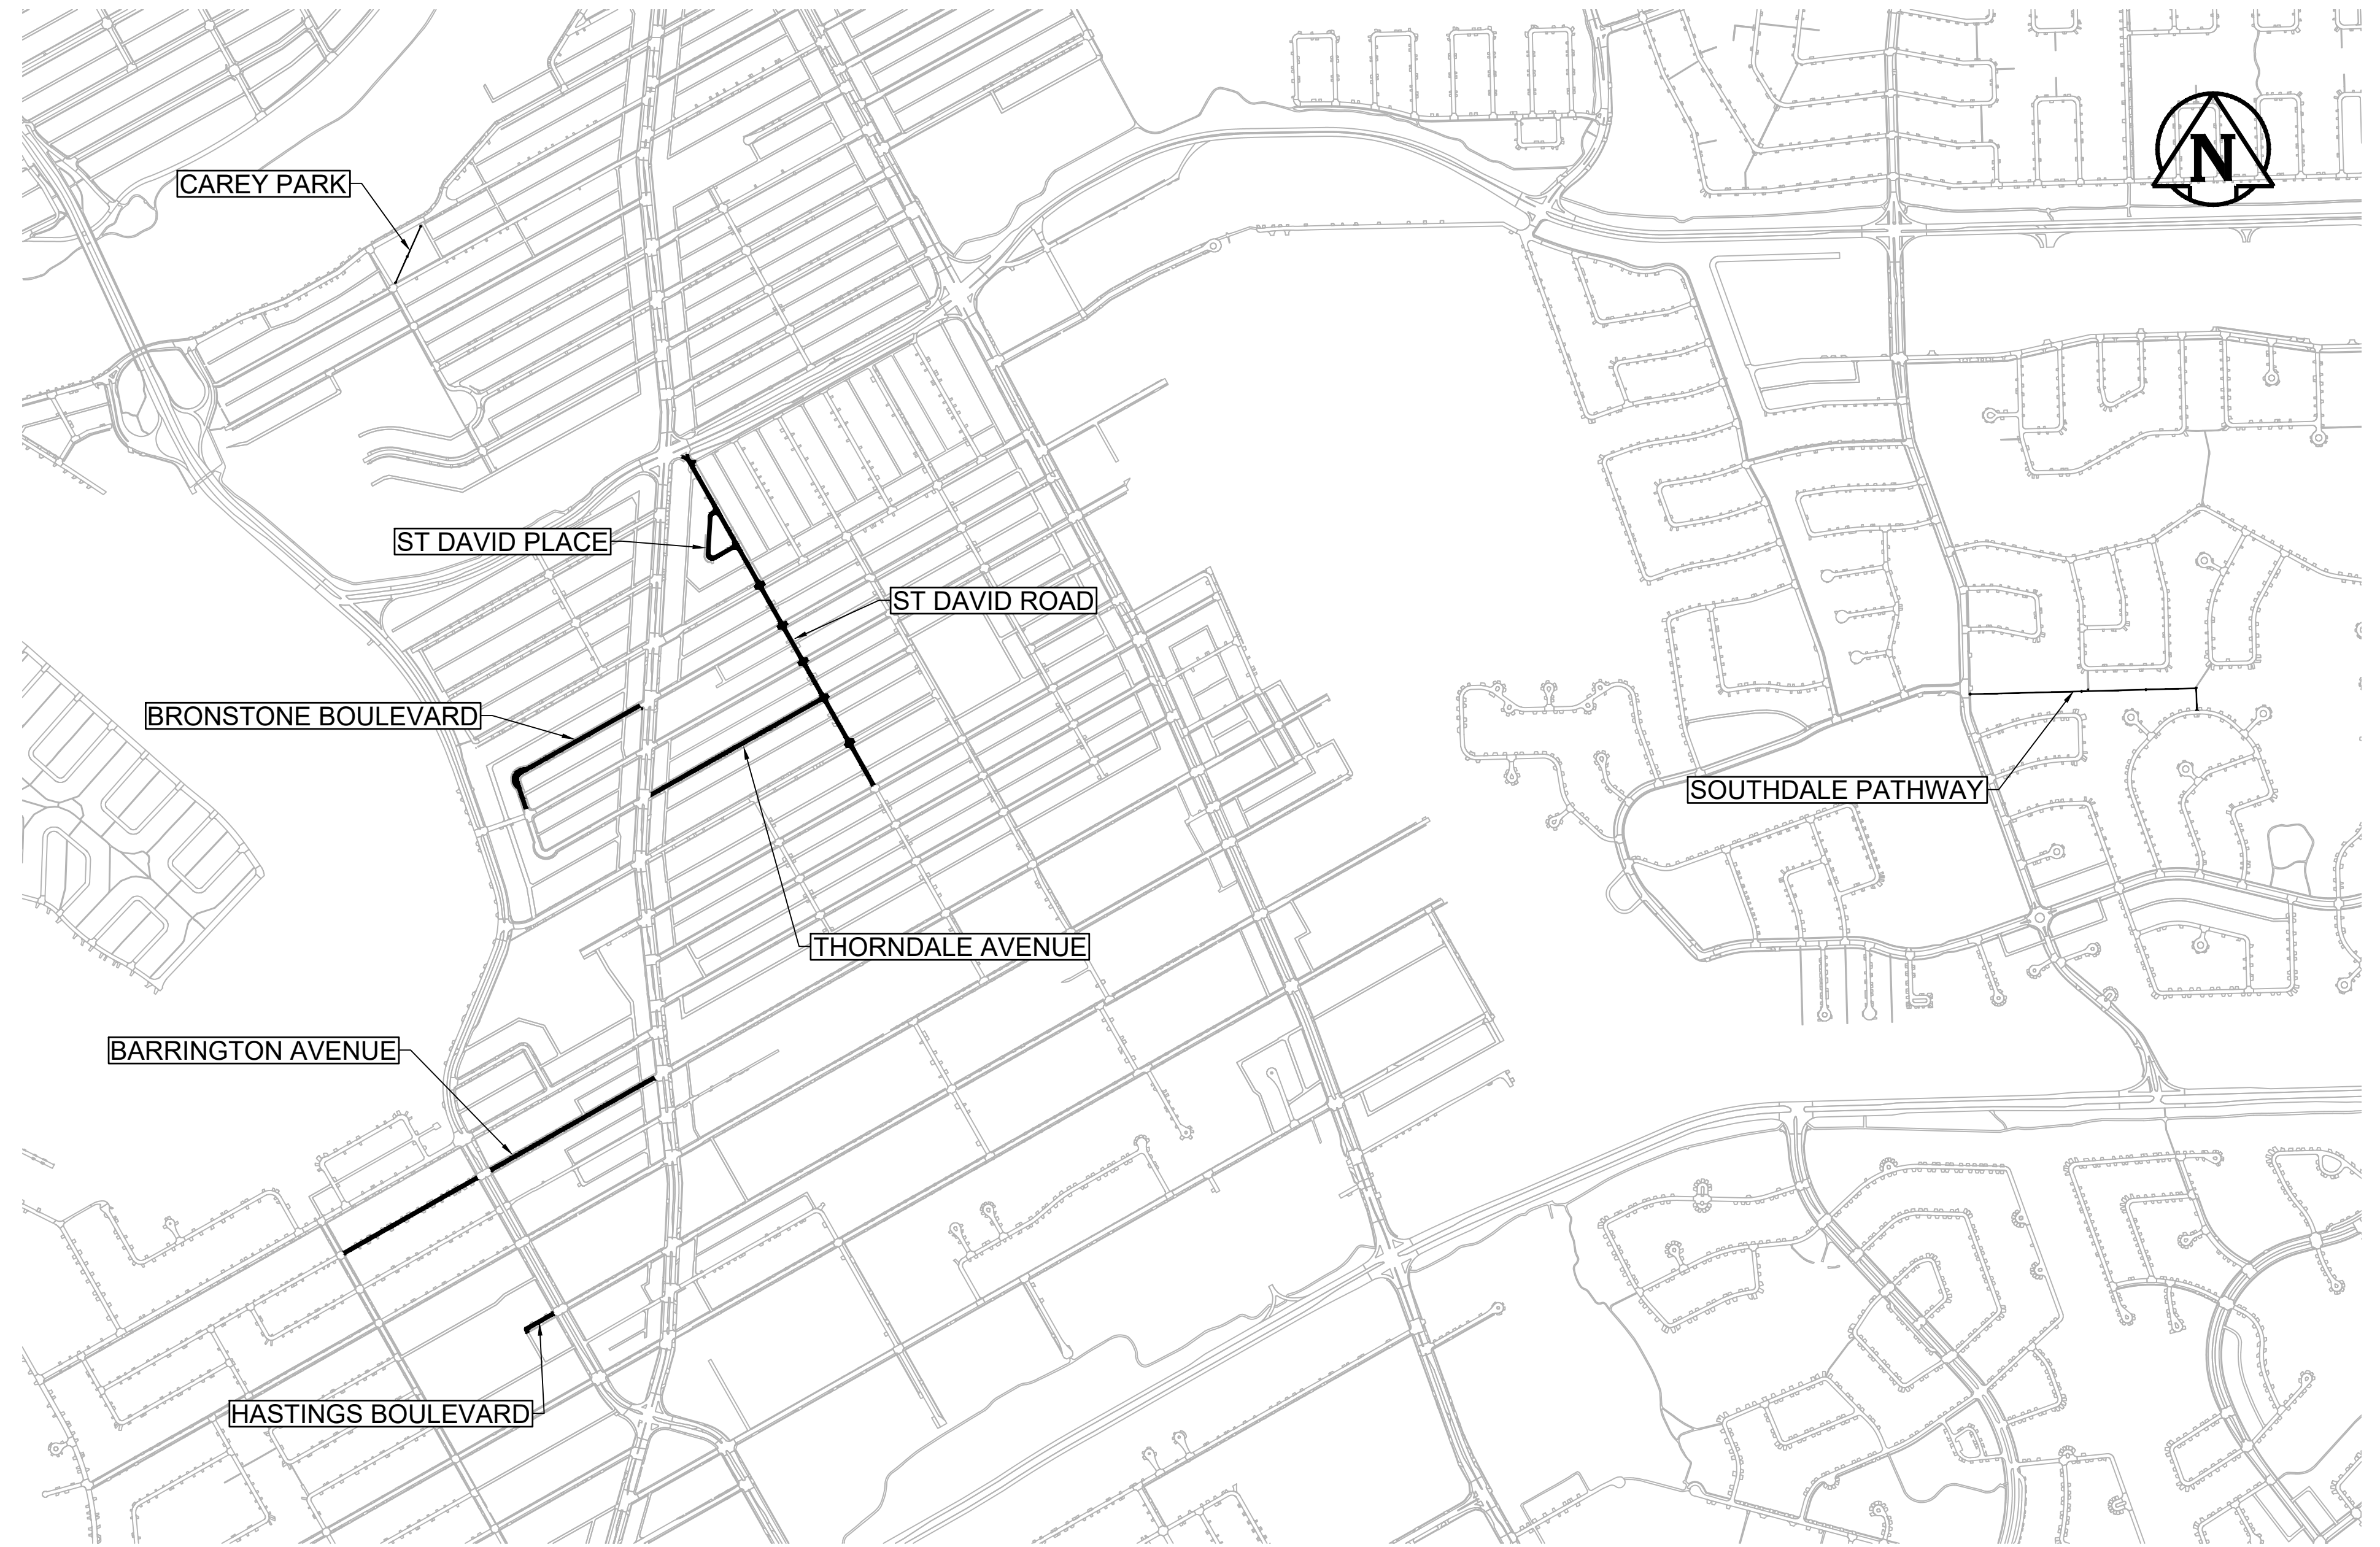 N
CAREY PARK
ST DAVID PLACE
ST DAVID ROAD
BRONSTONE BOULEVARD
SOUTHDALE PATHWAY
THORNDALE AVENUE
BARRINGTON AVENUE
HASTINGS BOULEVARD